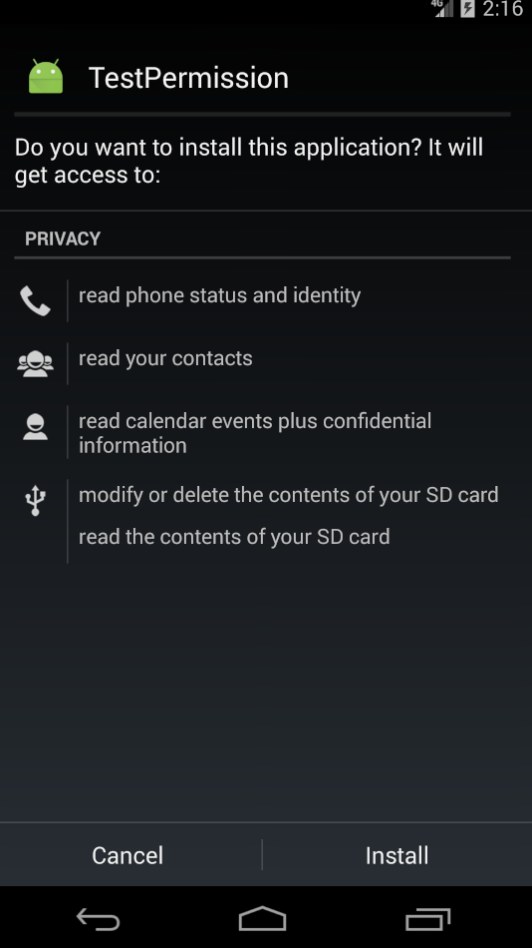 4G 2:16
TestPermission
Do you want to install this application? It will
get access to:
PRIVACY
read phone status and identity
read your contacts
read calendar events plus confidential
information
modify or delete the contents of your SD card
read the contents of your SD card
Cancel Install